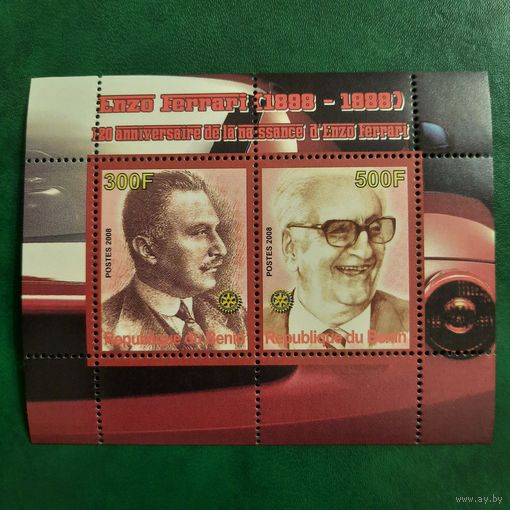 Enzo Ferrari (1898 - 1988)
120 anniversaire de la naissance d'Enzo Ferrari
300F
500F
POSTES 2008
POSTES 2008
Republique du Benin
Republique du Benin
www.ay.by